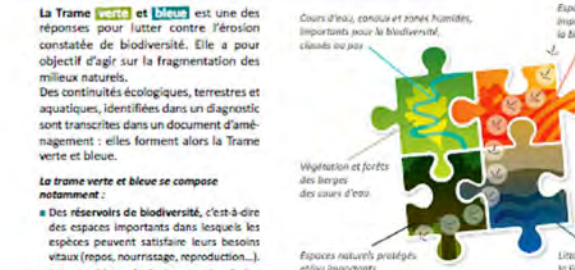 La Trame verte et bleue est une des
réponses pour lutter contre l'érosion
constatée de biodiversité. Elle a pour
objectif d'agir sur la fragmentation des
milieux naturels.
Des continuités écologiques, terrestres et
aquatiques, identifiées dans un diagnostic
sont transcrites dans un document d'amé-
nagement : elles forment alors la Trame
verte et bleue.
La trame verte et bleue se compose
notamment :
Des réservoirs de biodiversité, c'est-à-dire
des espaces importants dans lesquels les
espèces peuvent satisfaire leurs besoins
vitaux (repos, nourrissage, reproduction...).
Cours d'eau, canaux et zones humides,
importants pour la biodiversité,
classés ou pas
Végétation et forêts
des berges
des cours d'eau.
Espaces naturels protégés
et/ou importants